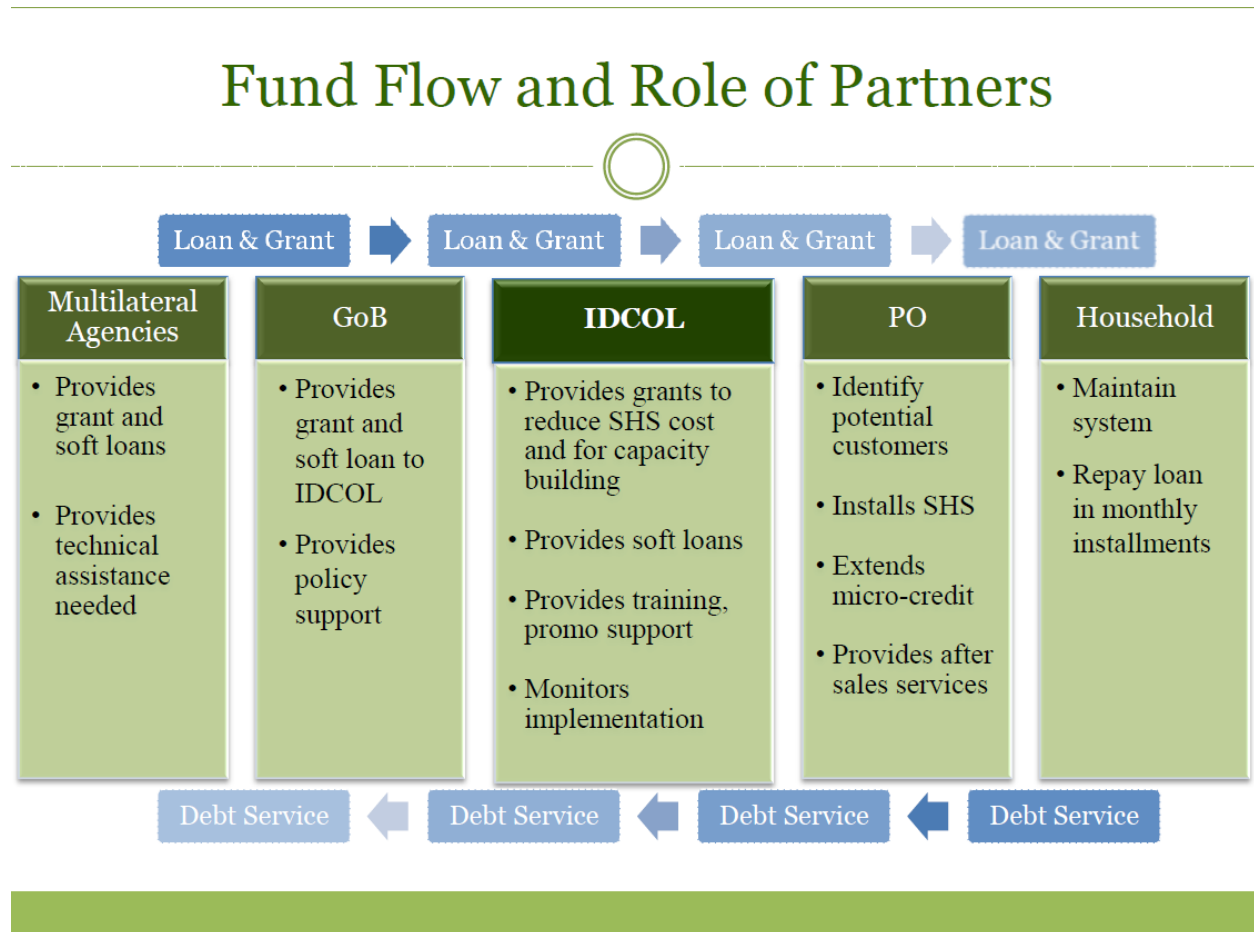 Fund Flow and Role of Partners
Loan & Grant
Loan & Grant
Loan & Grant
Loan & Grant
Multilateral
Agencies
• Provides
grant and
soft loans
• Provides
technical
assistance
needed
GoB
• Provides
grant and
soft loan to
IDCOL
• Provides
policy
support
IDCOL
• Provides grants to
reduce SHS cost
and for capacity
building
• Provides soft loans
• Provides training,
promo support
• Monitors
implementation
PO
• Identify
potential
customers
• Installs SHS
• Extends
micro-credit
• Provides after
sales services
Household
• Maintain
system
• Repay loan
in monthly
installments
Debt Service
Debt Service
Debt Service
Debt Service